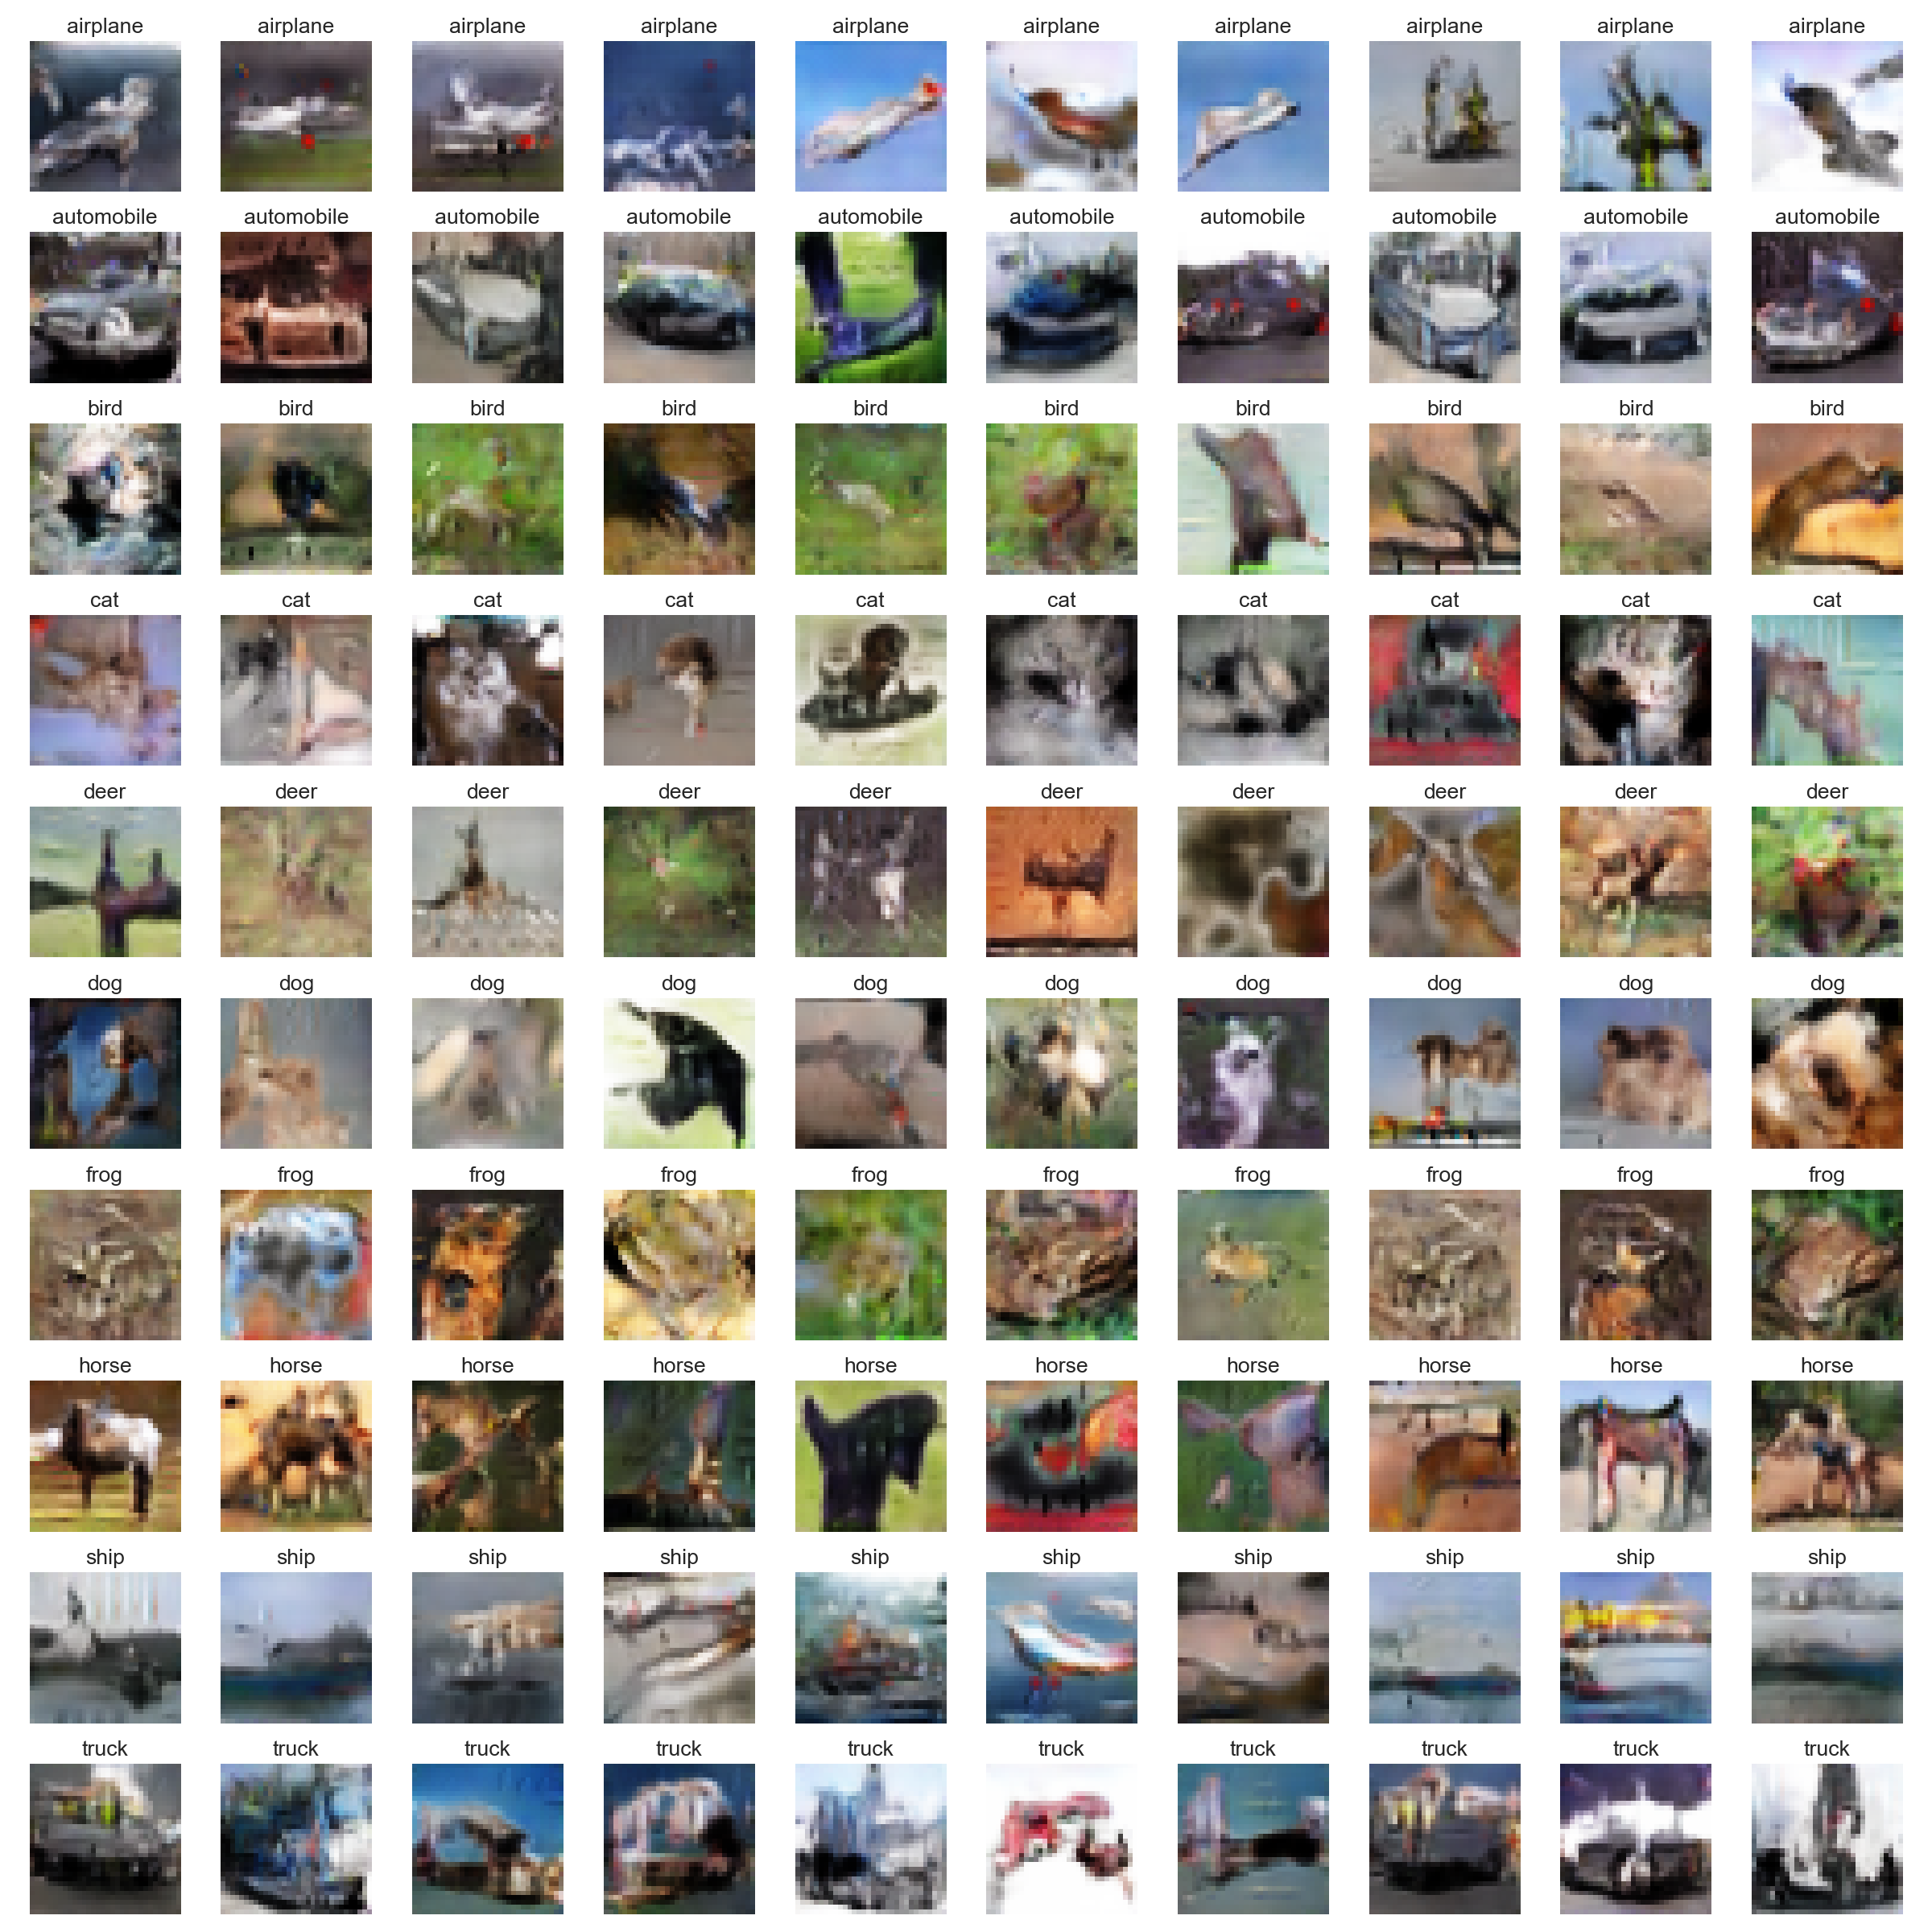 airplane airplane airplane airplane airplane airplane airplane airplane airplane airplane
automobile automobile automobile automobile automobile automobile automobile automobile automobile automobile
bird bird bird bird bird bird bird bird bird bird
cat cat cat cat cat cat cat cat cat cat
deer deer deer deer deer deer deer deer deer deer
dog dog dog dog dog dog dog dog dog dog
frog frog frog frog frog frog frog frog frog frog
horse horse horse horse horse horse horse horse horse horse
ship ship ship ship ship ship ship ship ship ship
truck truck truck truck truck truck truck truck truck truck